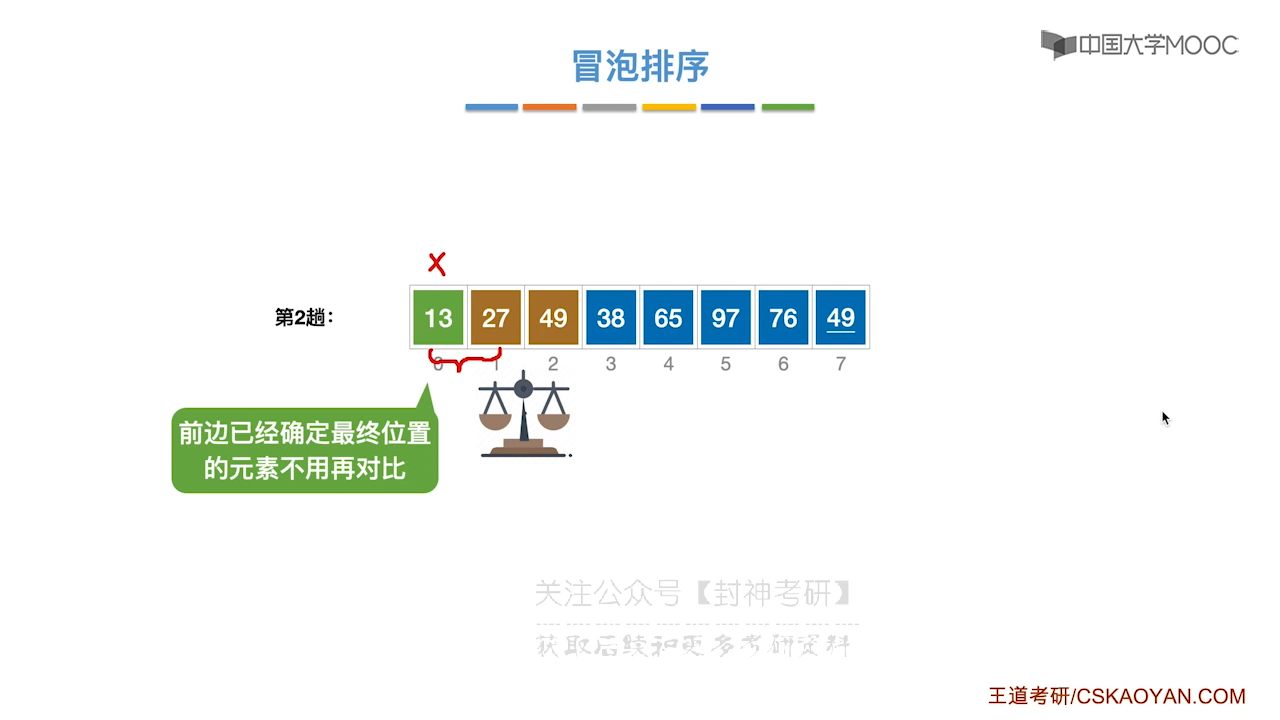 中国大学MOOC
冒泡排序
X
第2趟：
13 27 49 38 65 97 76 49
0 1 2 3 4 5 6 7
前边已经确定最终位置
的元素不用再对比
关注公众号【封神考研】
获取后续和更多考研资料
王道考研/CSKAOYAN.COM